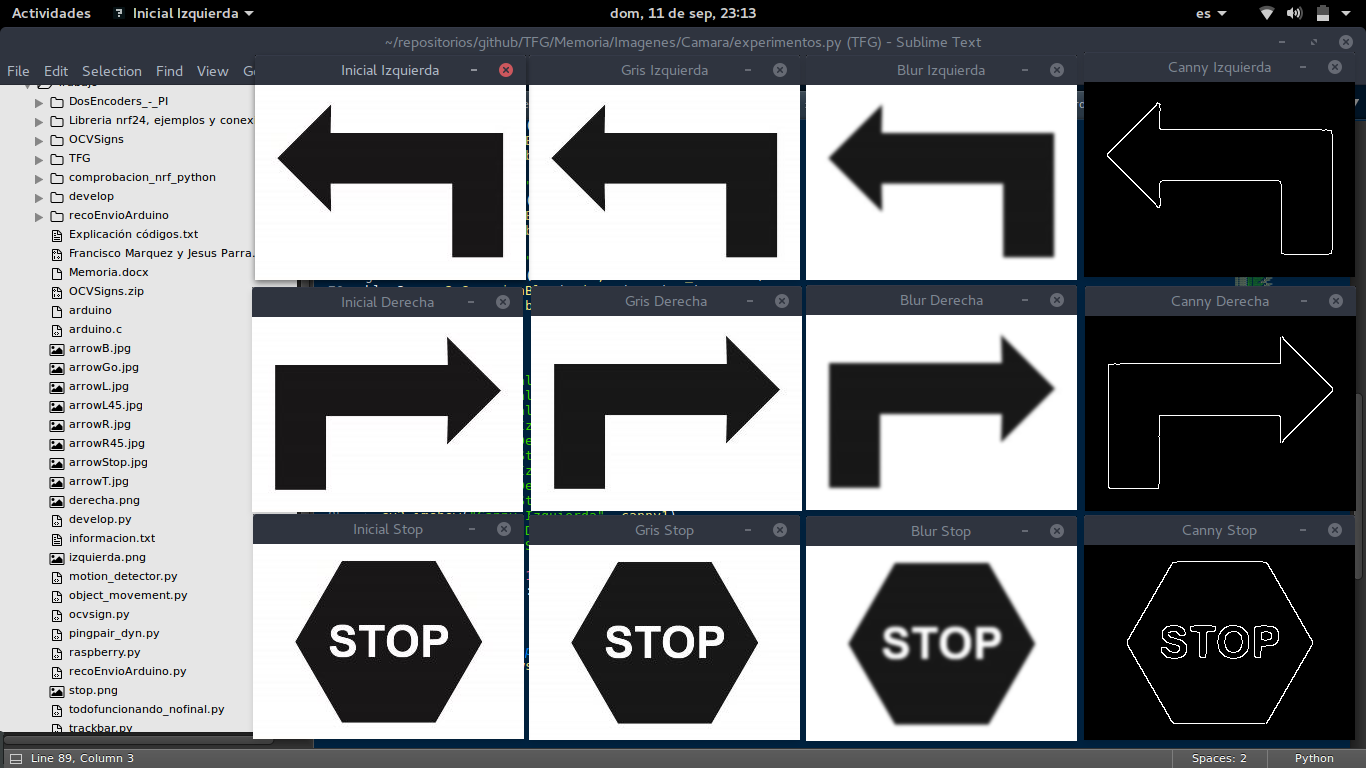 Actividades
Inicial Izquierda
dom, 11 de sep, 23:13
es
~/repositorios/github/TFG/Memoria/Imagenes/Camara/experimentos.py (TFG) - Sublime Text
File Edit Selection Find View
Inicial Izquierda
Gris Izquierda
Blur Izquierda
Canny Izquierda
DosEncoders_-_PI
Libreria nrf24, ejemplos y conex
OCVSigns
TFG
comprobacion_nrf_python
develop
recoEnvioArduino
Explicación códigos.txt
Francisco Marquez y Jesus Parra.
Memoria.docx
OCVSigns.zip
arduino
arduino.c
arrowB.jpg
arrowGo.jpg
arrowL.jpg
arrowL45.jpg
arrowR.jpg
arrowR45.jpg
arrowStop.jpg
arrowT.jpg
derecha.png
develop.py
informacion.txt
izquierda.png
motion_detector.py
object_movement.py
ocvsign.py
pingpair_dyn.py
raspberry.py
recoEnvioArduino.py
stop.png
todofuncionando_nofinal.py
trackbar.py
Inicial Derecha
Gris Derecha
Blur Derecha
Canny Derecha
Inicial Stop
Gris Stop
Blur Stop
Canny Stop
STOP
STOP
STOP
STOP
Line 89, Column 3
Spaces: 2
Python